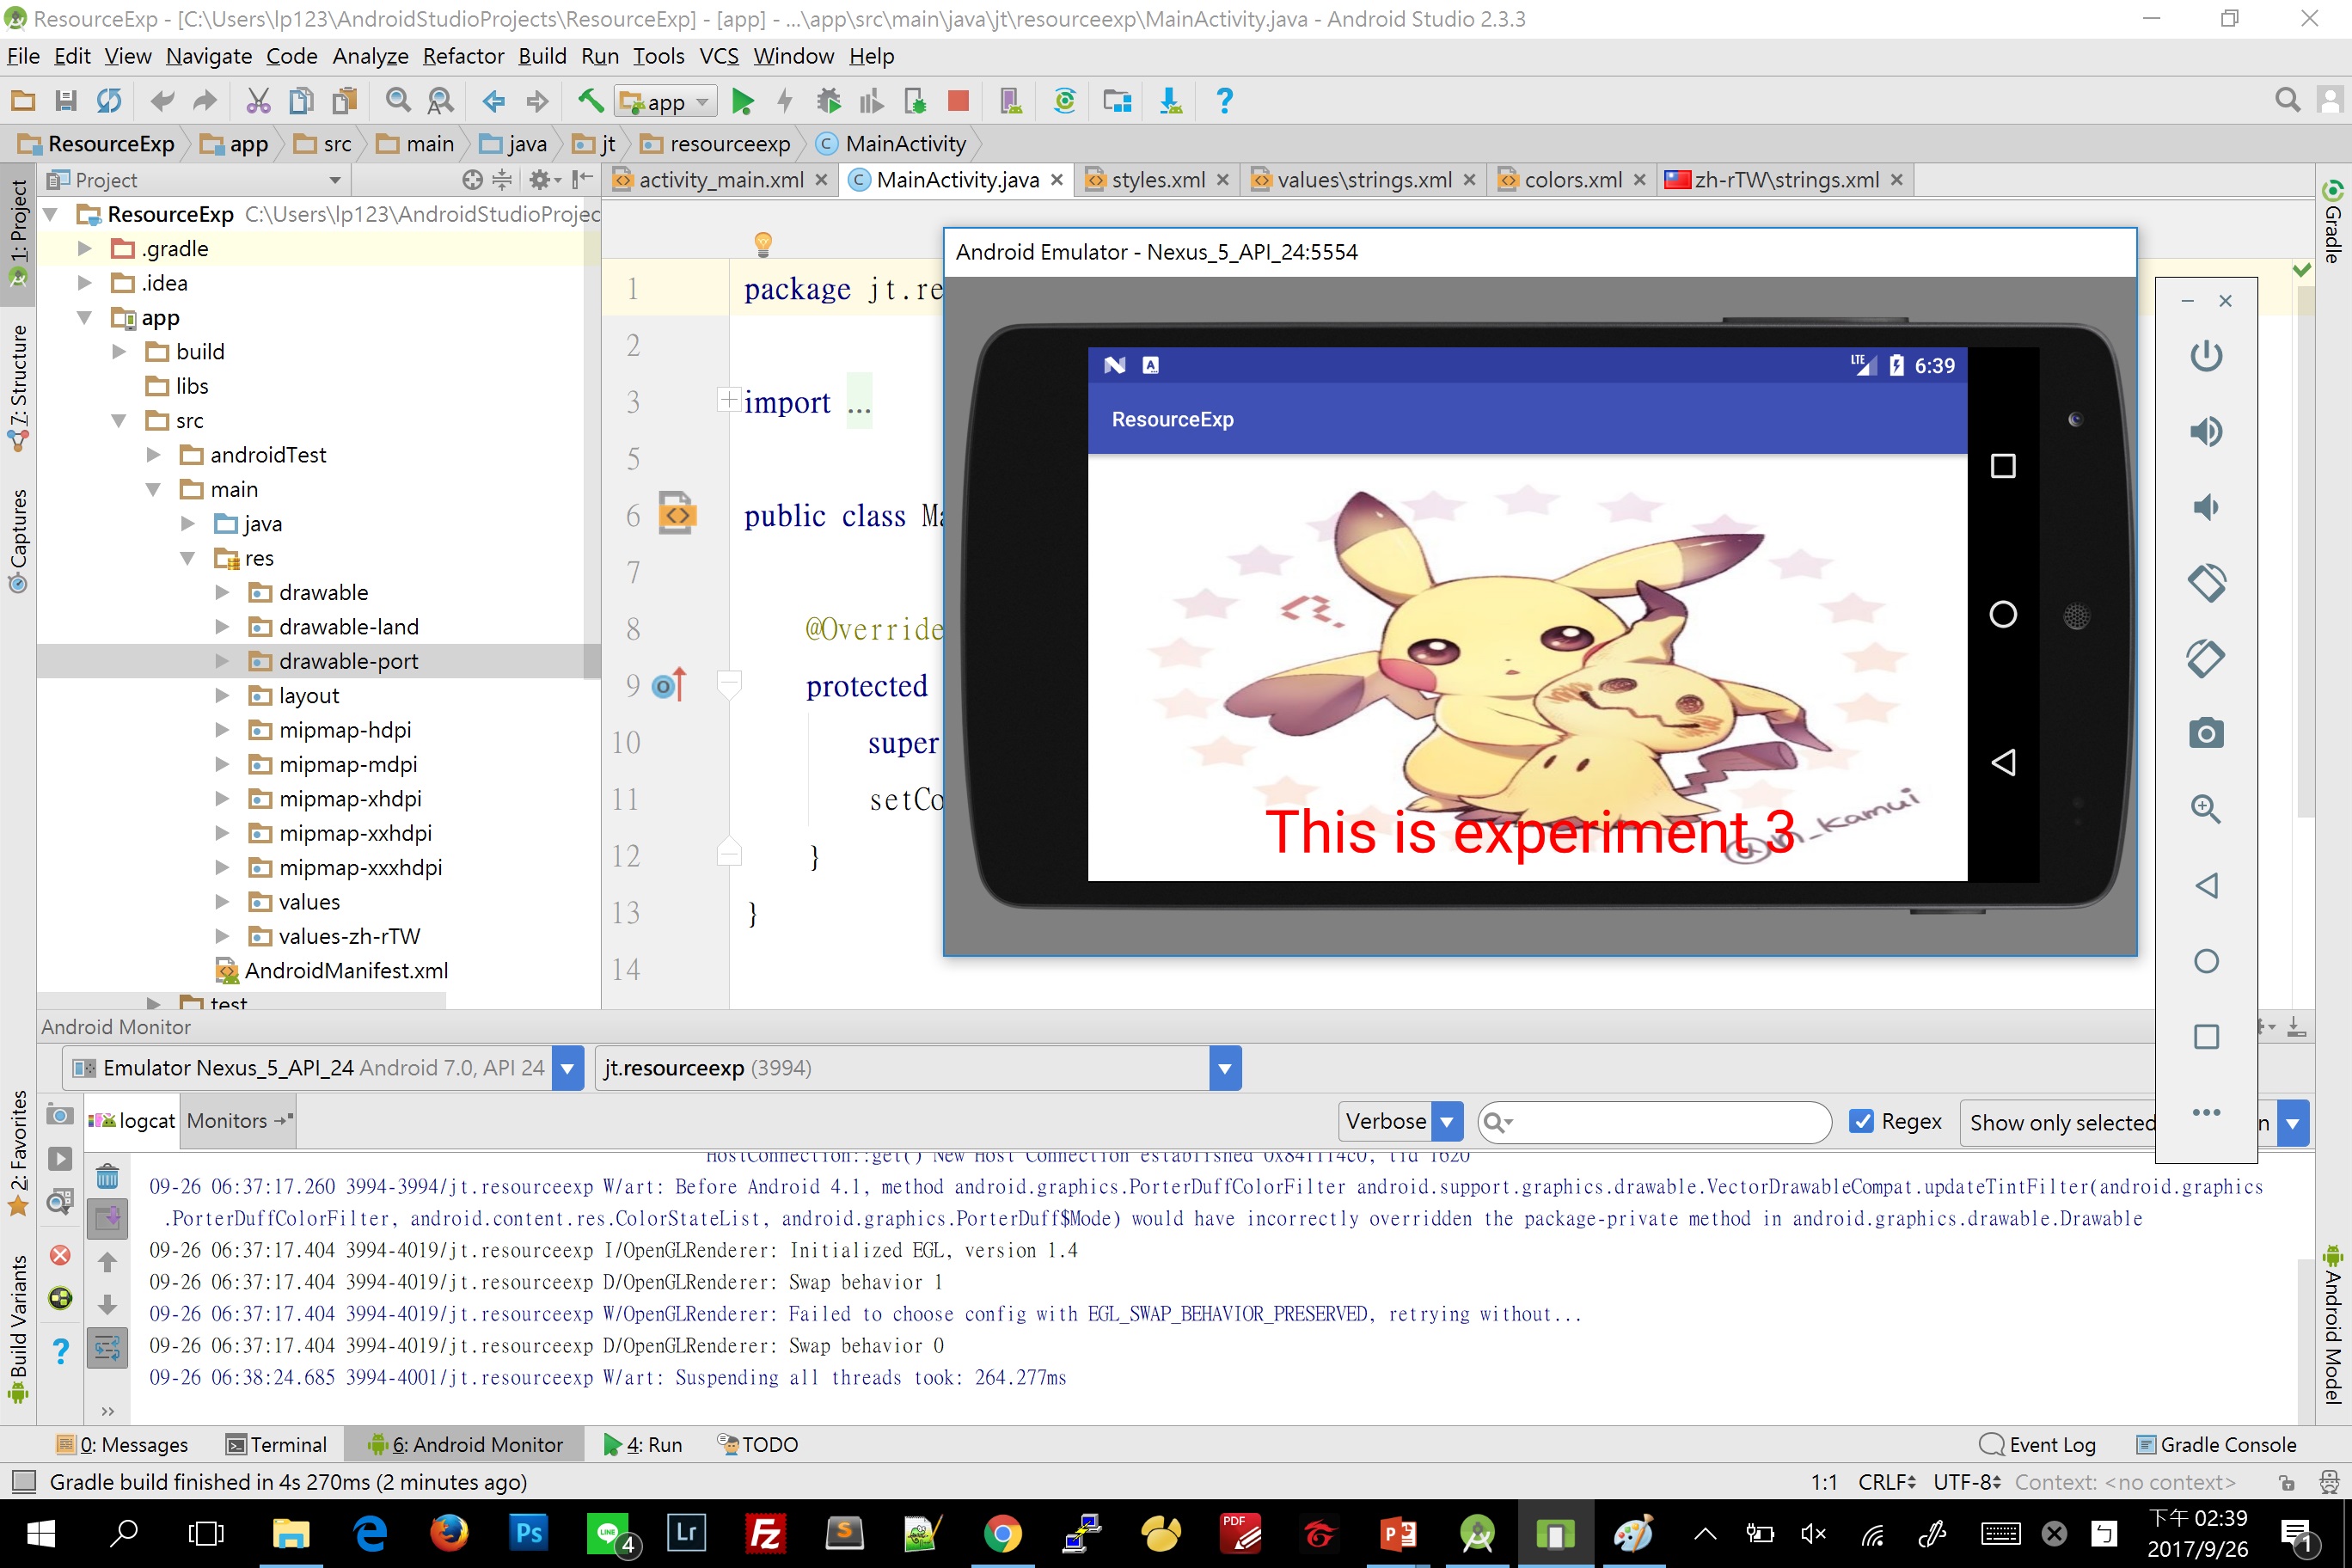 ResourceExp - [C:\Users\lp123\AndroidStudioProjects\ResourceExp] - [app] - ...\app\src\main\java\jt\resourceexp\MainActivity.java - Android Studio 2.3.3
File Edit View Navigate Code Analyze Refactor Build Run Tools VCS Window Help
app
ResourceExp app src main java jt resourceexp MainActivity
Project
activity_main.xml MainActivity.java styles.xml values\strings.xml colors.xml zh-rTW\strings.xml
1: Project
7: Structure
Captures
2: Favorites
Build Variants
Gradle
Android Model
ResourceExp C:\Users\lp123\AndroidStudioProjec
.gradle
.idea
app
build
libs
src
androidTest
main
java
res
drawable
drawable-land
drawable-port
layout
mipmap-hdpi
mipmap-mdpi
mipmap-xhdpi
mipmap-xxhdpi
mipmap-xxxhdpi
values
values-zh-rTW
AndroidManifest.xml
test
1 package jt.re
2
3 import ...
5
6 public class Ma
7
8 @Override
9 protected
10 super
11 setCo
12 }
13 }
14
Android Emulator - Nexus_5_API_24:5554
LTE 6:39
ResourceExp
This is experiment 3
Android Monitor
Emulator Nexus_5_API_24 Android 7.0, API 24 jt.resourceexp (3994)
logcat Monitors Verbose Regex Show only selected n
HostConnection::get() New Host Connection established 0x841114c0, tid 1620
09-26 06:37:17.260 3994-3994/jt.resourceexp W/art: Before Android 4.1, method android.graphics.PorterDuffColorFilter android.support.graphics.drawable.VectorDrawableCompat.updateTintFilter(android.graphics
.PorterDuffColorFilter, android.content.res.ColorStateList, android.graphics.PorterDuff$Mode) would have incorrectly overridden the package-private method in android.graphics.drawable.Drawable
09-26 06:37:17.404 3994-4019/jt.resourceexp I/OpenGLRenderer: Initialized EGL, version 1.4
09-26 06:37:17.404 3994-4019/jt.resourceexp D/OpenGLRenderer: Swap behavior 1
09-26 06:37:17.404 3994-4019/jt.resourceexp W/OpenGLRenderer: Failed to choose config with EGL_SWAP_BEHAVIOR_PRESERVED, retrying without...
09-26 06:37:17.404 3994-4019/jt.resourceexp D/OpenGLRenderer: Swap behavior 0
09-26 06:38:24.685 3994-4001/jt.resourceexp W/art: Suspending all threads took: 264.277ms
0: Messages Terminal 6: Android Monitor 4: Run TODO Event Log Gradle Console
Gradle build finished in 4s 270ms (2 minutes ago) 1:1 CRLF UTF-8 Context: <no context>
Ps LINE 4 Lr Fz S PDF P ㄅ 下午 02:39
2017/9/26 1